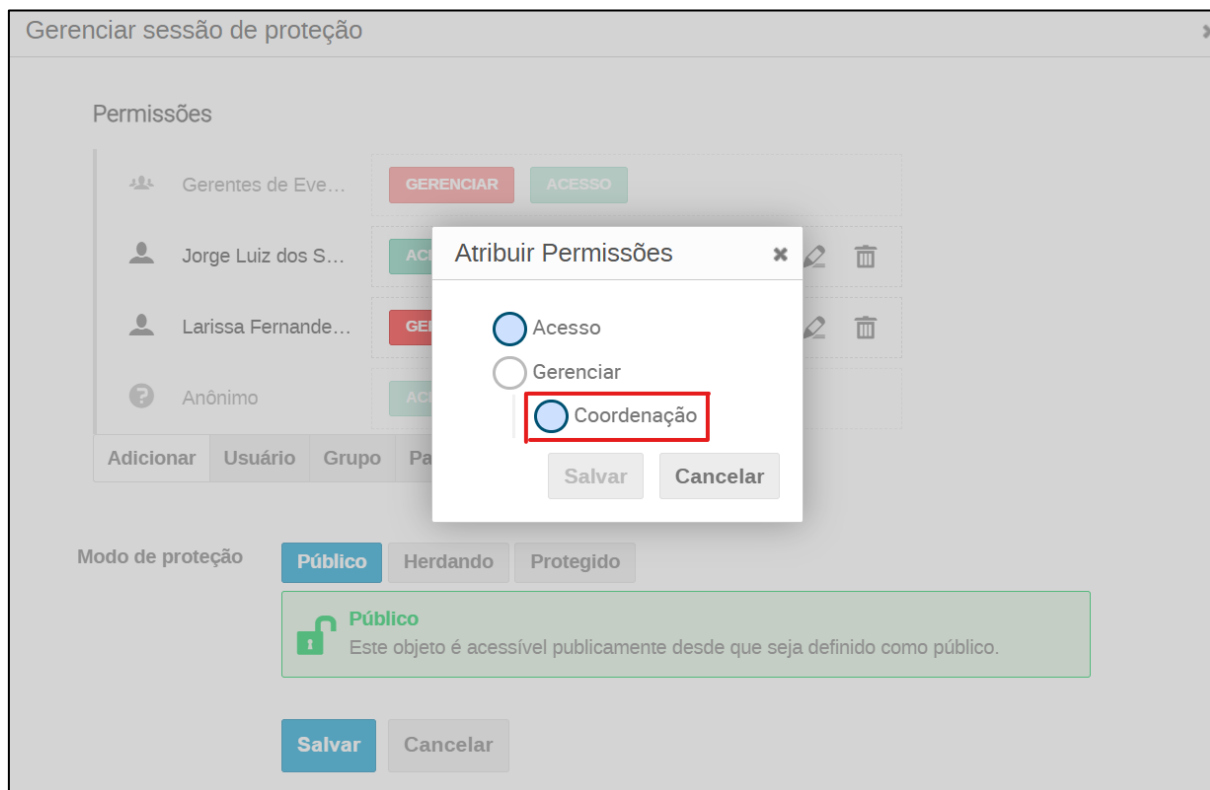 Gerenciar sessão de proteção
Permissões
Gerentes de Eve... GERENCIAR ACESSO
Jorge Luiz dos S...
Larissa Fernande...
Anônimo
Atribuir Permissões
Acesso
Gerenciar
Coordenação
Salvar Cancelar
Adicionar Usuário Grupo Pa
Modo de proteção Público Herdando Protegido
Público
Este objeto é acessível publicamente desde que seja definido como público.
Salvar Cancelar